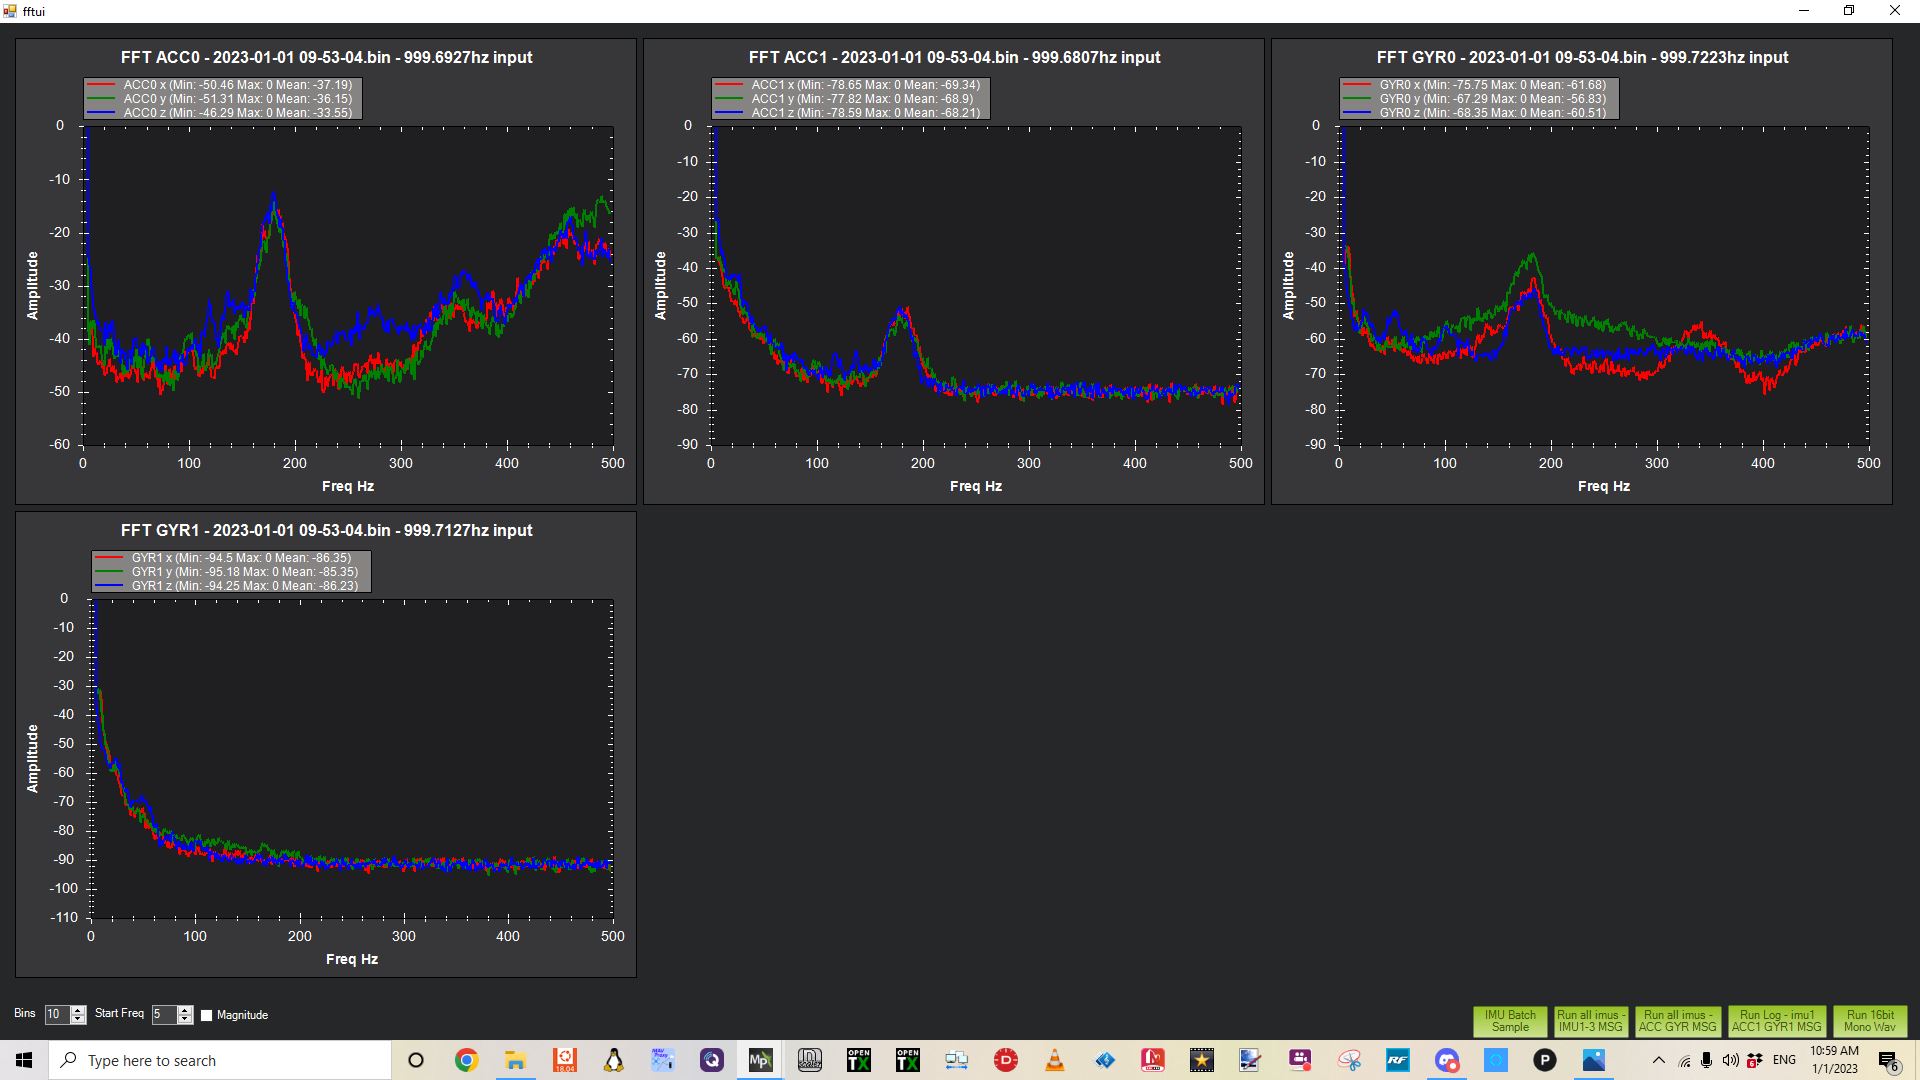 fftui
FFT ACC0 - 2023-01-01 09-53-04.bin - 999.6927hz input
ACC0 x (Min: -50.46 Max: 0 Mean: -37.19)
ACC0 y (Min: -51.31 Max: 0 Mean: -36.15)
ACC0 z (Min: -46.29 Max: 0 Mean: -33.55)
0
-10
-20
-30
-40
-50
-60
Amplitude
0 100 200 300 400 500
Freq Hz
FFT ACC1 - 2023-01-01 09-53-04.bin - 999.6807hz input
ACC1 x (Min: -78.65 Max: 0 Mean: -69.34)
ACC1 y (Min: -77.82 Max: 0 Mean: -68.9)
ACC1 z (Min: -78.59 Max: 0 Mean: -68.21)
0
-10
-20
-30
-40
-50
-60
-70
-80
-90
Amplitude
0 100 200 300 400 500
Freq Hz
FFT GYR0 - 2023-01-01 09-53-04.bin - 999.7223hz input
GYR0 x (Min: -75.75 Max: 0 Mean: -61.68)
GYR0 y (Min: -67.29 Max: 0 Mean: -56.83)
GYR0 z (Min: -68.35 Max: 0 Mean: -60.51)
0
-10
-20
-30
-40
-50
-60
-70
-80
-90
Amplitude
0 100 200 300 400 500
Freq Hz
FFT GYR1 - 2023-01-01 09-53-04.bin - 999.7127hz input
GYR1 x (Min: -94.5 Max: 0 Mean: -86.35)
GYR1 y (Min: -95.18 Max: 0 Mean: -85.35)
GYR1 z (Min: -94.25 Max: 0 Mean: -86.23)
0
-10
-20
-30
-40
-50
-60
-70
-80
-90
-100
-110
Amplitude
0 100 200 300 400 500
Freq Hz
Bins 10 Start Freq 5 Magnitude
IMU Batch
Sample
Run all imus -
IMU1-3 MSG
Run all imus -
ACC GYR MSG
Run Log - imu1
ACC1 GYR1 MSG
Run 16bit
Mono Wav
Type here to search
18.04
MP
OPEN
TX
OPEN
TX
D
RF
P
ENG
10:59 AM
1/1/2023
6